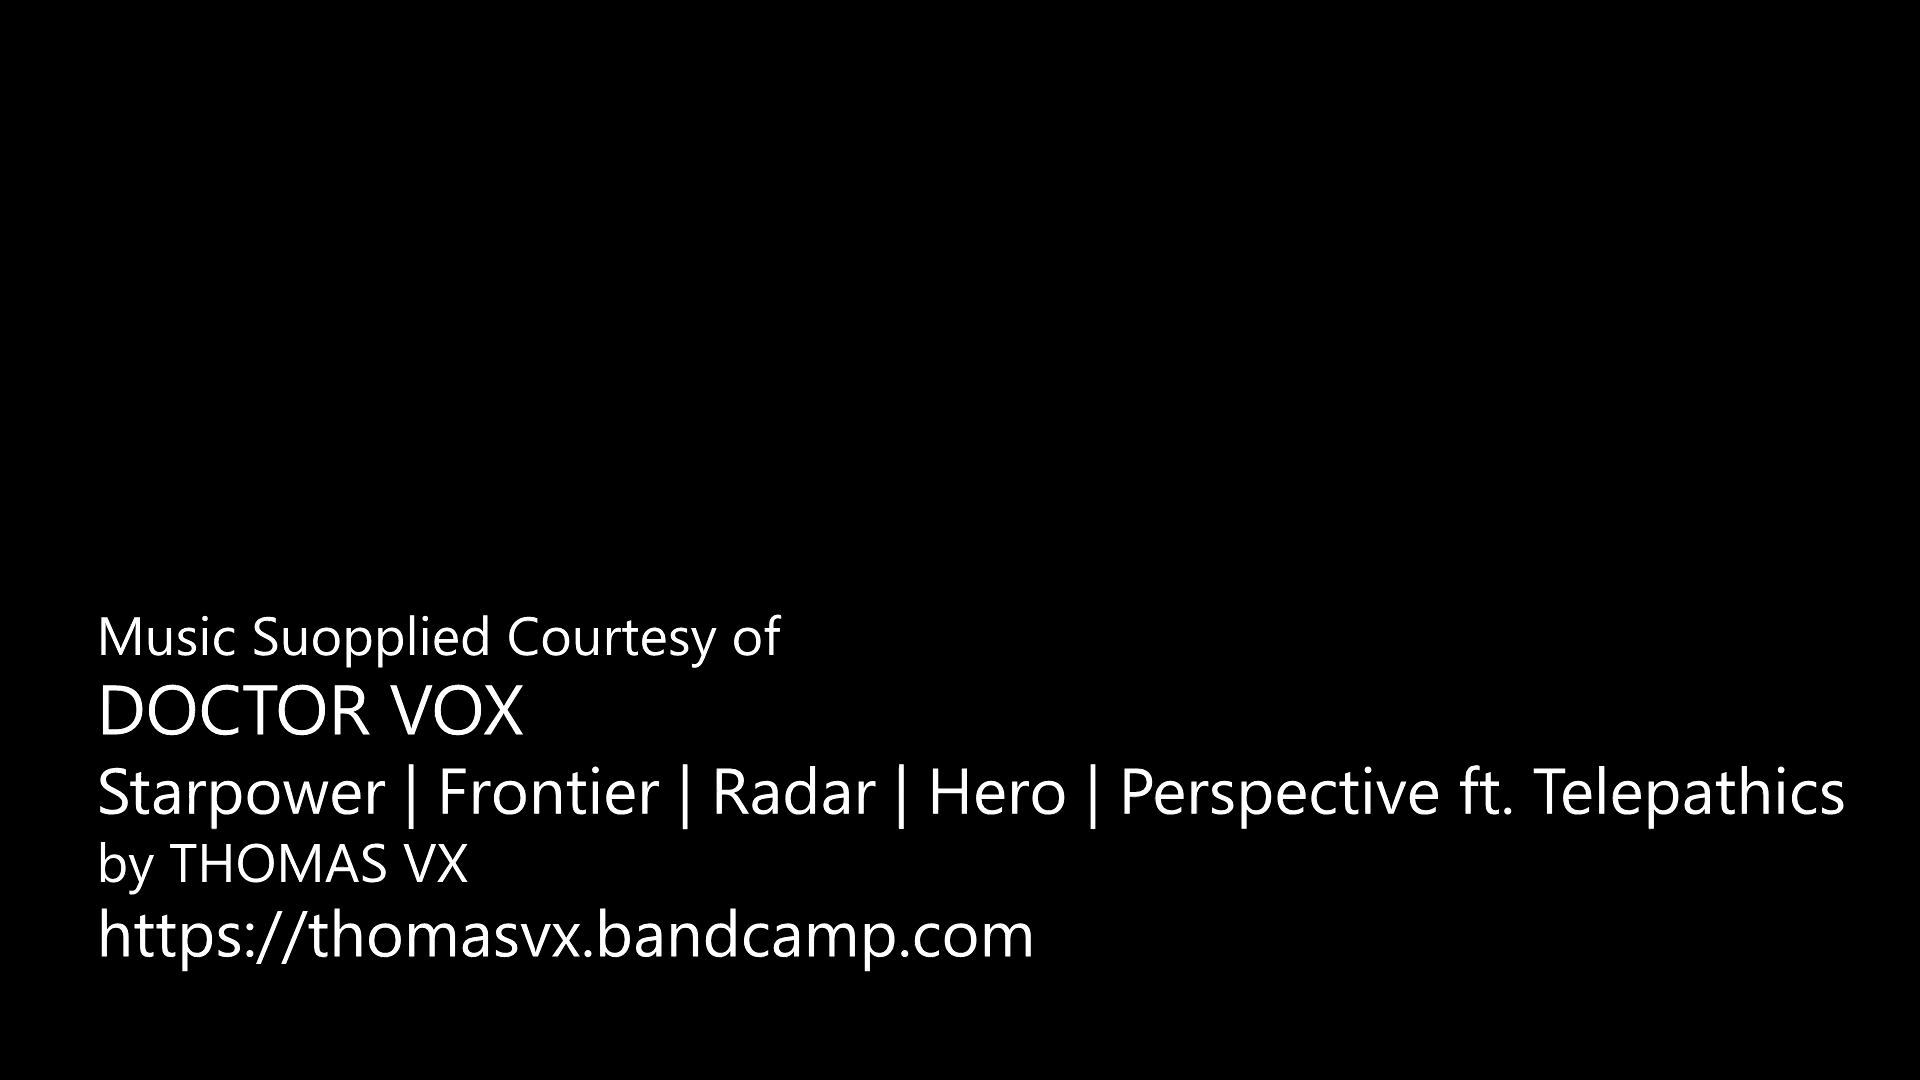 Music Suopplied Courtesy of
DOCTOR VOX
Starpower | Frontier | Radar | Hero | Perspective ft. Telepathics
by THOMAS VX
https://thomasvx.bandcamp.com